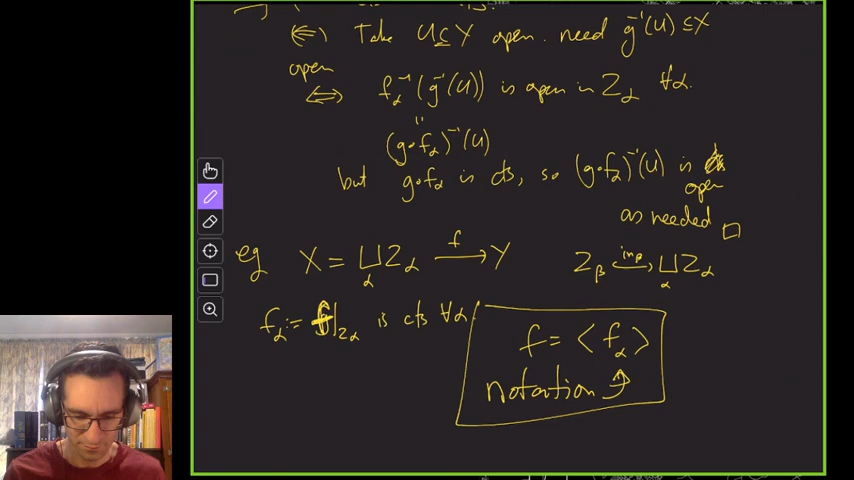 (⇐) Take U⊆Y open. need g⁻¹(U) ⊆ X
open
⟺ f_α⁻¹(g⁻¹(U)) is open in Z_α ∀α.
"
(g∘f_α)⁻¹(U)
but g∘f_α is cts, so (g∘f_α)⁻¹(U) is
open
as needed □
eg X = ⊔_α Z_α —f→ Y
Z_β —in_β→ ⊔_α Z_α
f_α := f|_{Z_α} is cts ∀α
f = <f_α>
notation